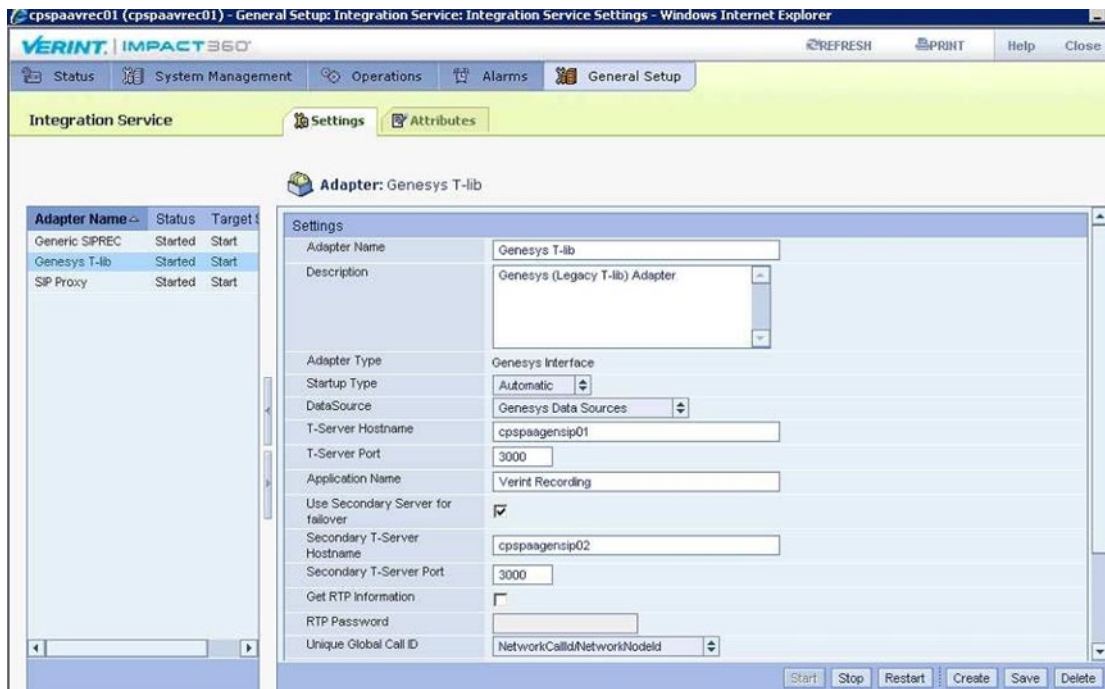 cpspaavrec01 (cpspaavrec01) - General Setup: Integration Service: Integration Service Settings - Windows Internet Explorer
VERINT. | IMPACT 360°
REFRESH PRINT Help Close
Status System Management Operations Alarms General Setup
Integration Service Settings Attributes
Adapter: Genesys T-lib
Adapter Name Status Target S
Generic SIPREC Started Start
Genesys T-lib Started Start
SIP Proxy Started Start
Settings
Adapter Name Genesys T-lib
Description Genesys (Legacy T-lib) Adapter
Adapter Type Genesys Interface
Startup Type Automatic
DataSource Genesys Data Sources
T-Server Hostname cpspaagensip01
T-Server Port 3000
Application Name Verint Recording
Use Secondary Server for
failover
Secondary T-Server
Hostname cpspaagensip02
Secondary T-Server Port 3000
Get RTP Information
RTP Password
Unique Global Call ID NetworkCallId/NetworkNodeId
Start Stop Restart Create Save Delete